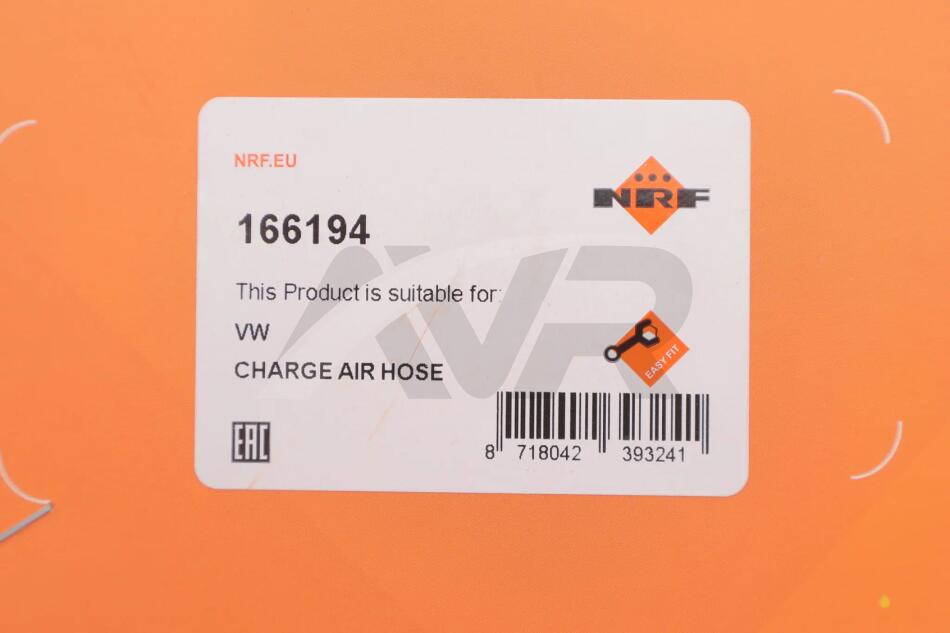 NRF.EU
NRF
166194
AVR
This Product is suitable for:
VW
EASY FIT
CHARGE AIR HOSE
EAC
8 718042 393241